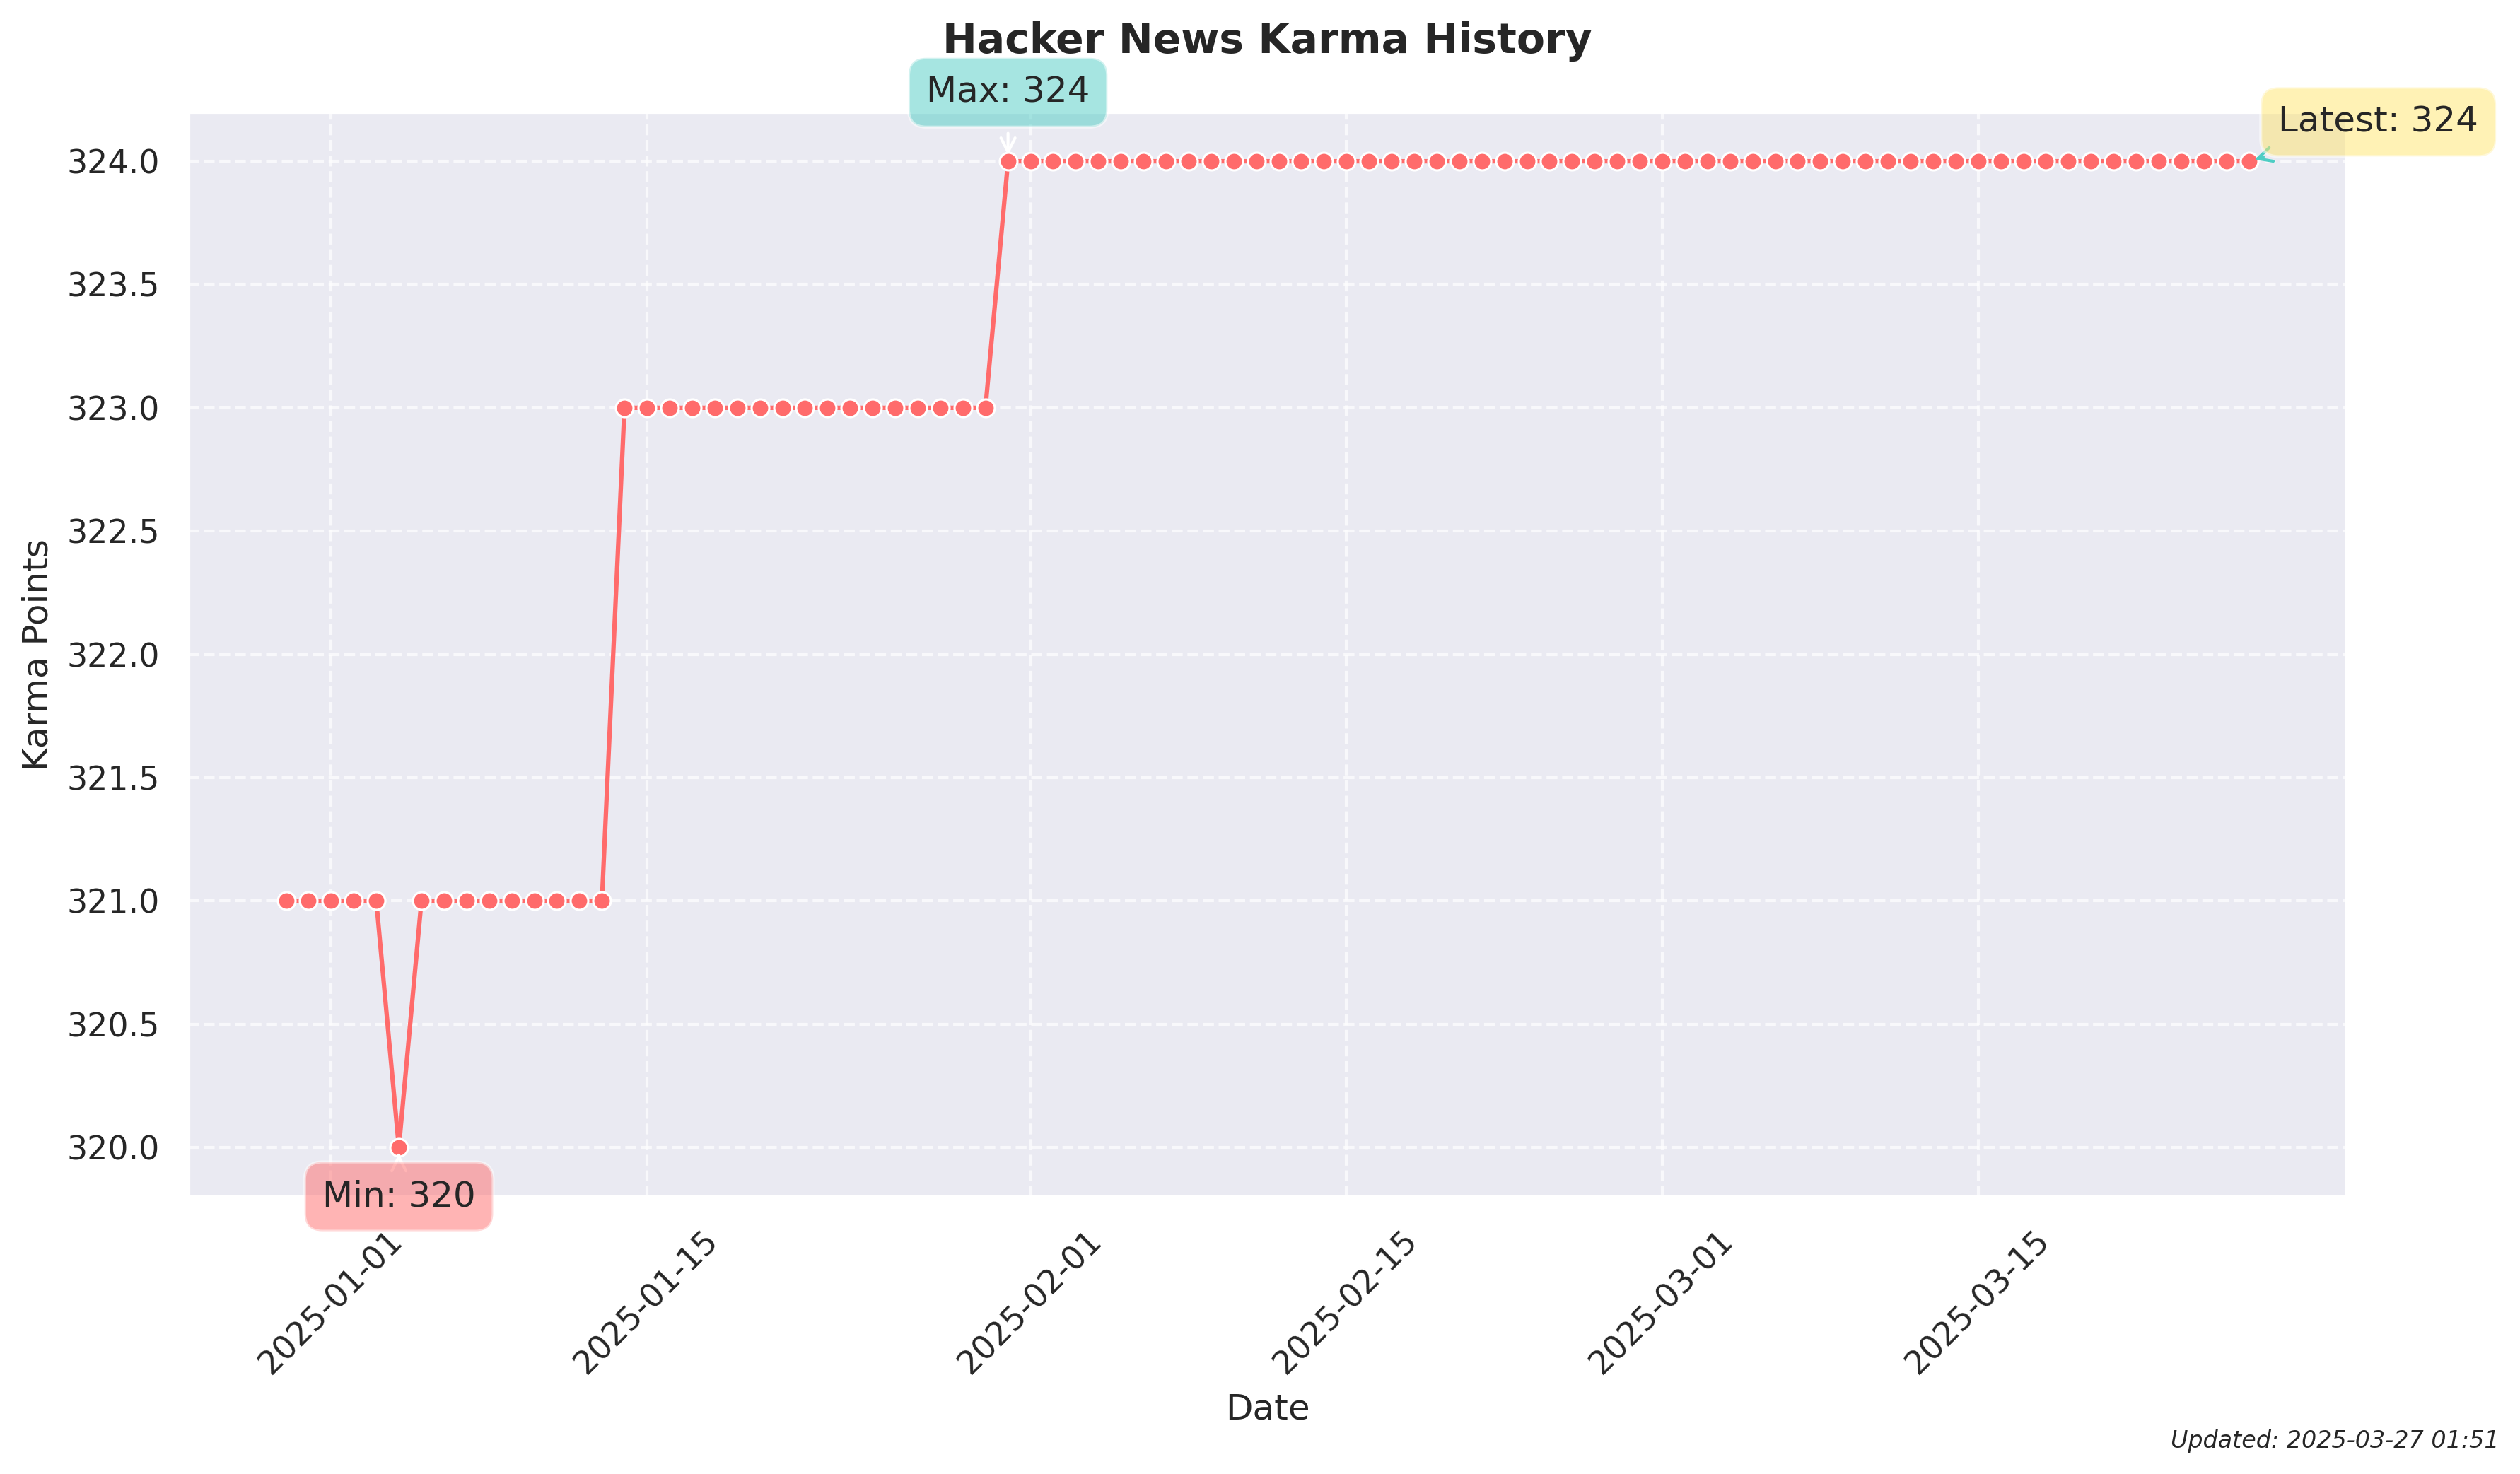 Hacker News Karma History
Max: 324
Latest: 324
324.0
323.5
323.0
322.5
322.0
321.5
321.0
320.5
320.0
Karma Points
Min: 320
2025-01-01
2025-01-15
2025-02-01
2025-02-15
2025-03-01
2025-03-15
Date
Updated: 2025-03-27 01:51